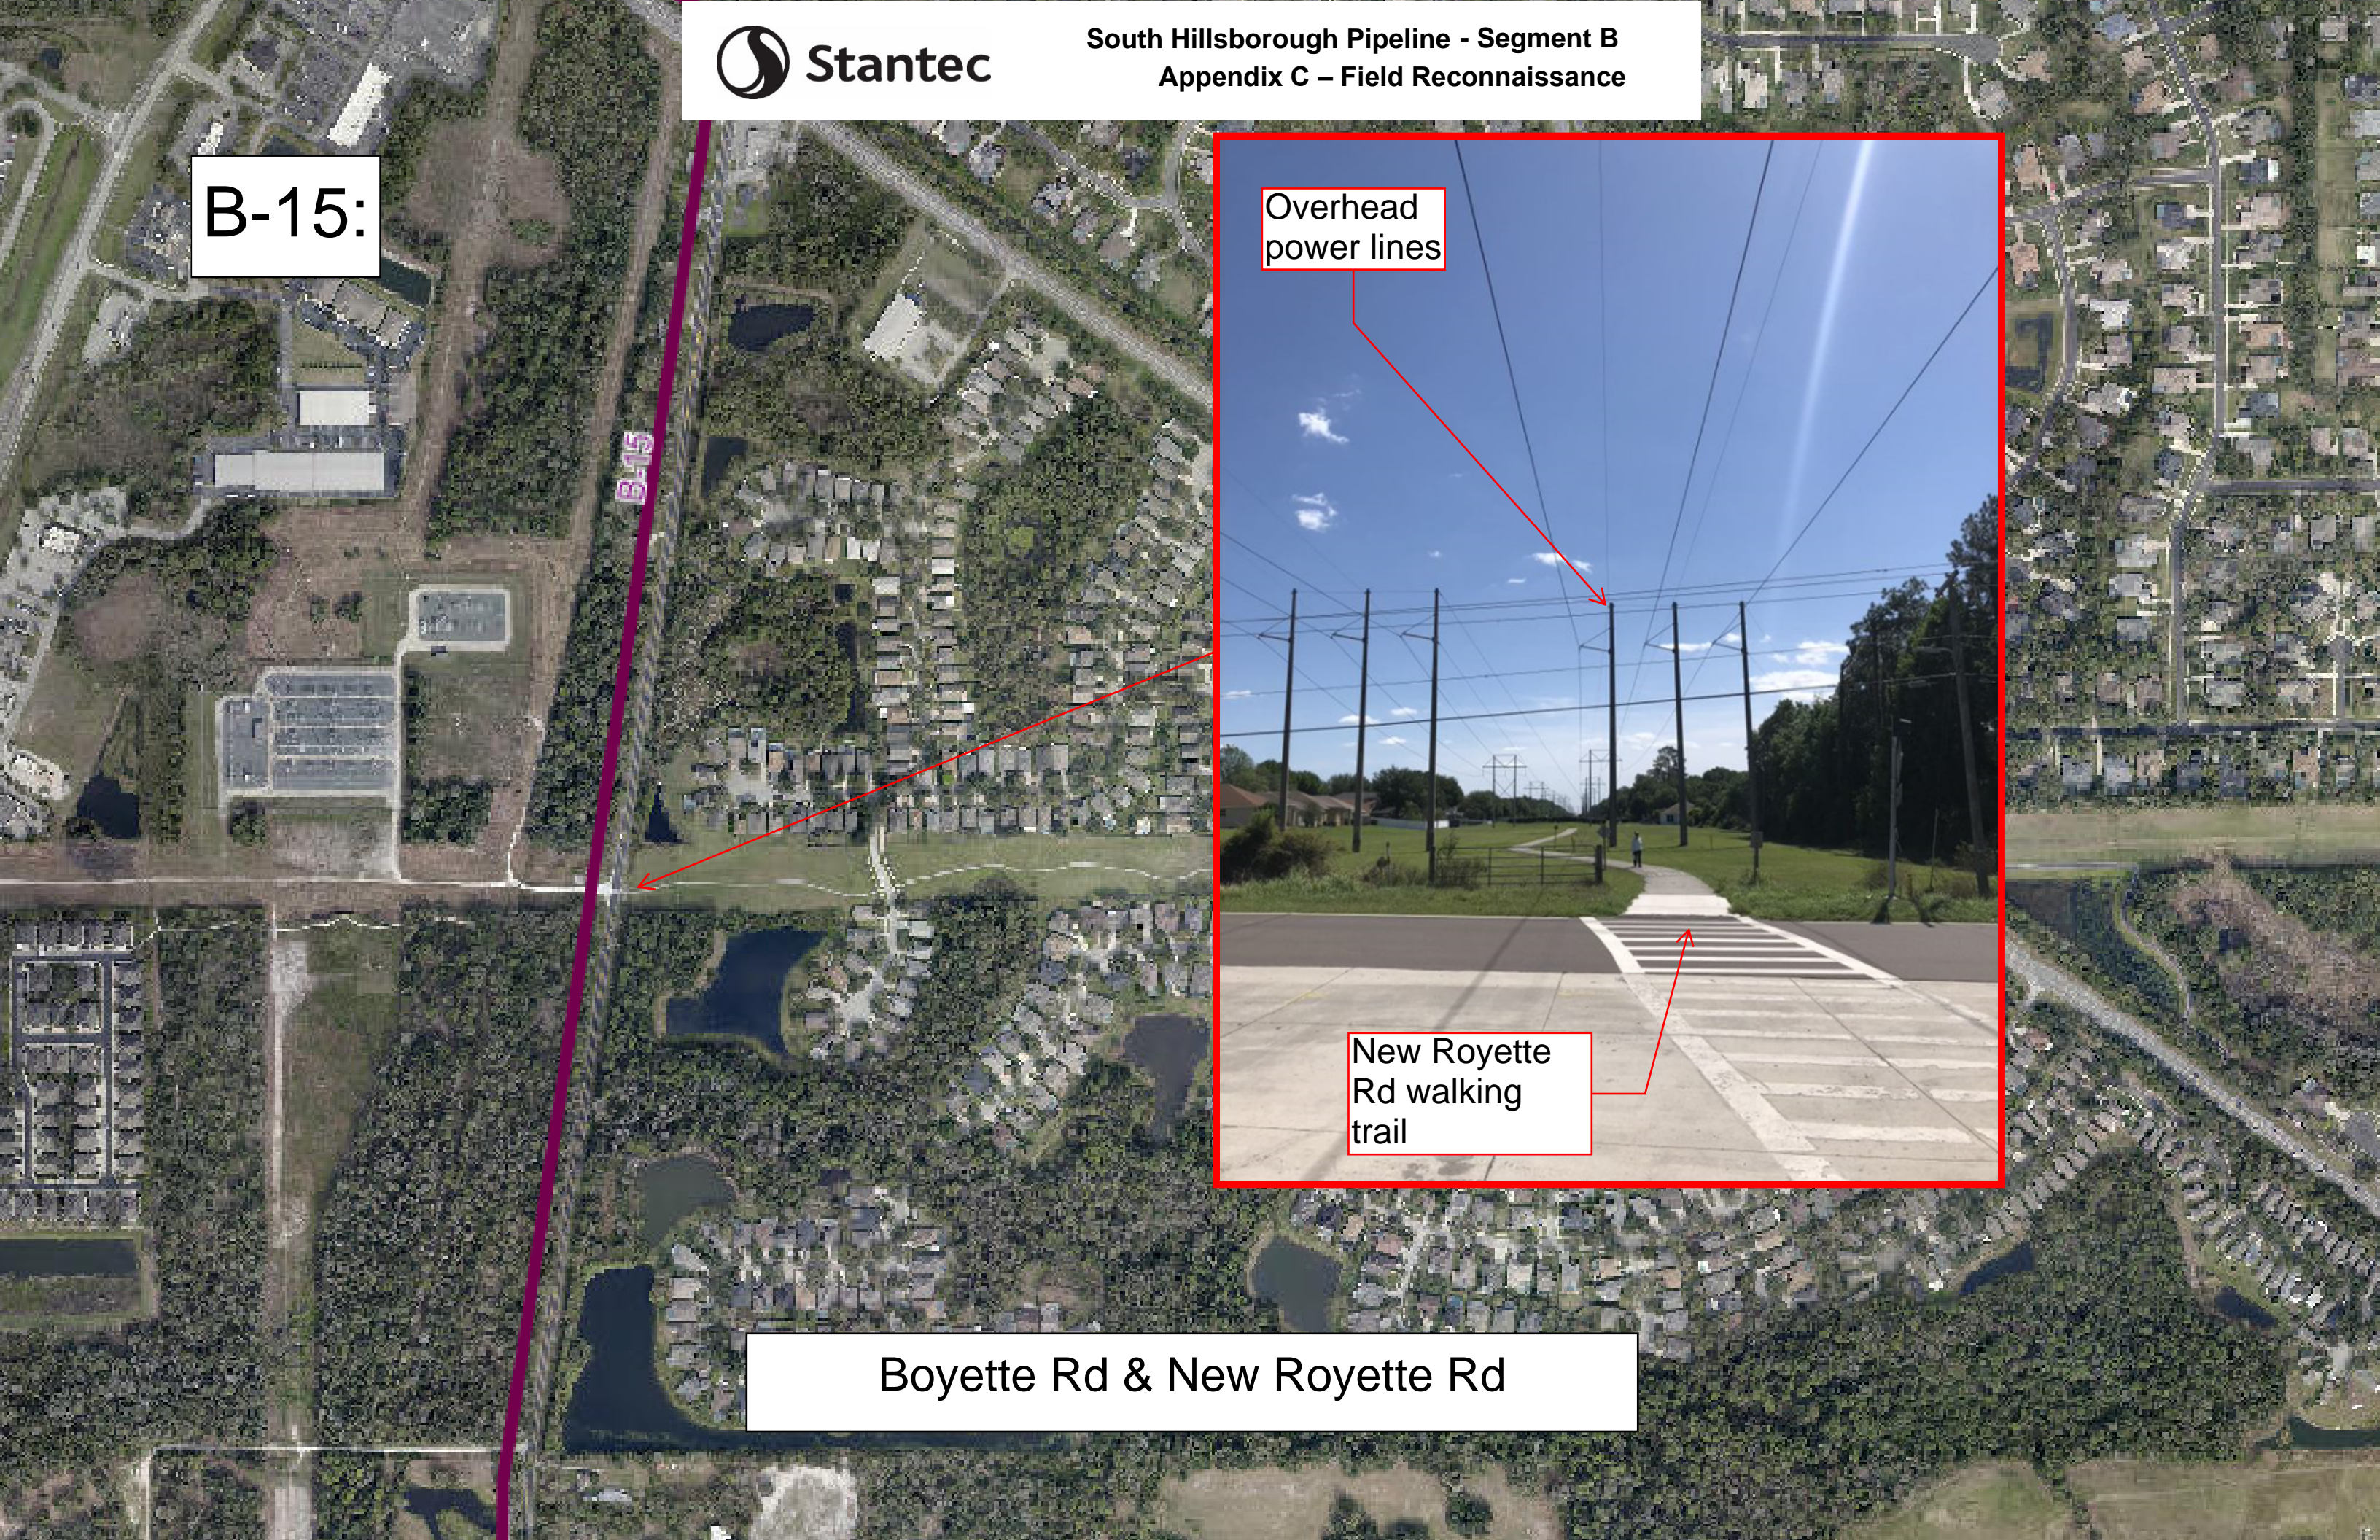 Stantec
South Hillsborough Pipeline - Segment B
Appendix C – Field Reconnaissance
B-15:
Overhead
power lines
B-15
New Royette
Rd walking
trail
Boyette Rd & New Royette Rd